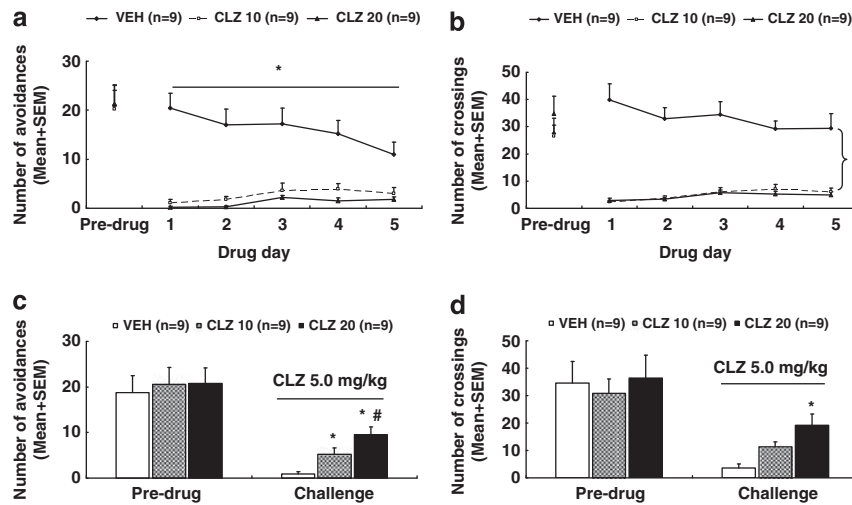 a
VEH (n=9) CLZ 10 (n=9) CLZ 20 (n=9)
Number of avoidances
(Mean+SEM)
30
20
10
0
*
Pre-drug 1 2 3 4 5
Drug day
b
VEH (n=9) CLZ 10 (n=9) CLZ 20 (n=9)
Number of crossings
(Mean+SEM)
50
40
30
20
10
0
Pre-drug 1 2 3 4 5
Drug day
c
VEH (n=9) CLZ 10 (n=9) CLZ 20 (n=9)
Number of avoidances
(Mean+SEM)
30
20
10
0
CLZ 5.0 mg/kg
* * #
Pre-drug Challenge
d
VEH (n=9) CLZ 10 (n=9) CLZ 20 (n=9)
Number of crossings
(Mean+SEM)
50
40
30
20
10
0
CLZ 5.0 mg/kg
*
Pre-drug Challenge